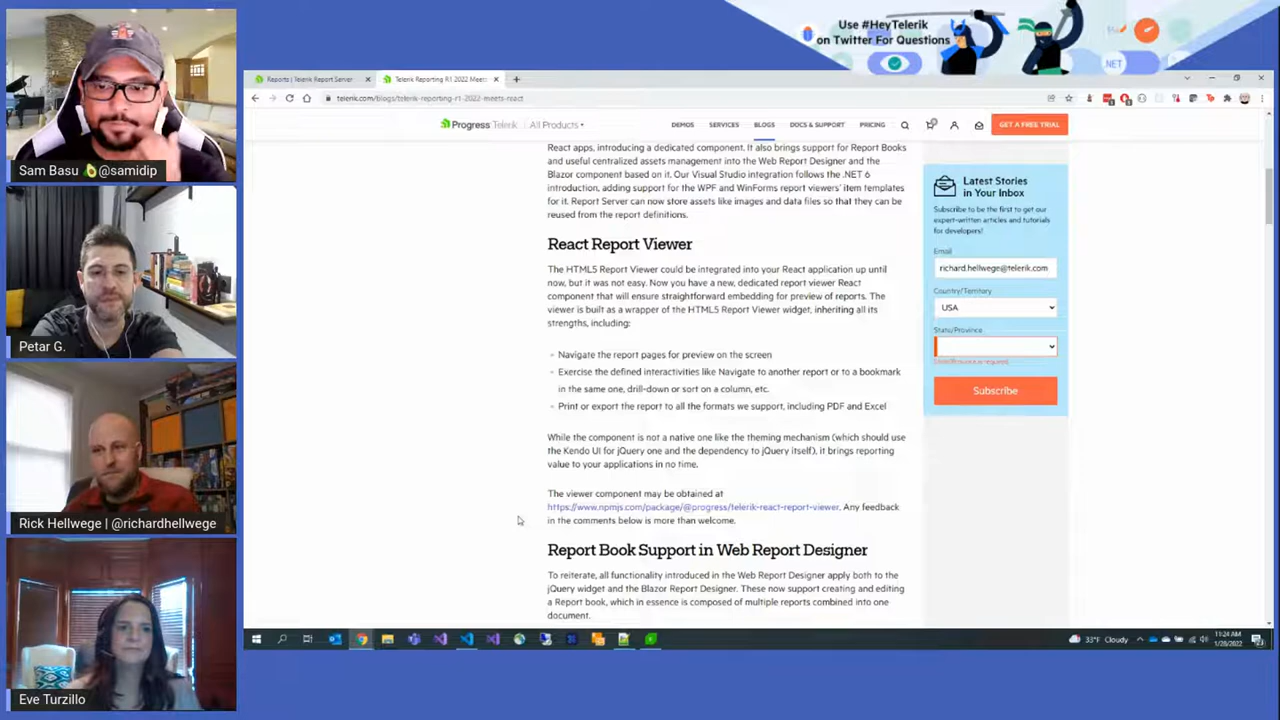 Use #HeyTelerik
on Twitter For Questions
NET
Sam Basu 🥑@samidip
Petar G.
Rick Hellwege | @richardhellwege
Eve Turzillo
Reports | Telerik Report Server
Telerik Reporting R1 2022 Meets
telerik.com/blogs/telerik-reporting-r1-2022-meets-react
Progress Telerik
All Products
DEMOS
SERVICES
BLOGS
DOCS & SUPPORT
PRICING
GET A FREE TRIAL
React apps, introducing a dedicated component. It also brings support for Report Books
and useful centralized assets management into the Web Report Designer and the
Blazor component based on it. Our Visual Studio integration follows the .NET 6
introduction, adding support for the WPF and WinForms report viewers' item templates
for it. Report Server can now store assets like images and data files so that they can be
reused from the report definitions.
React Report Viewer
The HTML5 Report Viewer could be integrated into your React application up until
now, but it was not easy. Now you have a new, dedicated report viewer React
component that will ensure straightforward embedding for preview of reports. The
viewer is built as a wrapper of the HTML5 Report Viewer widget, inheriting all its
strengths, including:
Navigate the report pages for preview on the screen
Exercise the defined interactivities like Navigate to another report or to a bookmark
in the same one, drill-down or sort on a column, etc.
Print or export the report to all the formats we support, including PDF and Excel
While the component is not a native one like the theming mechanism (which should use
the Kendo UI for jQuery one and the dependency to jQuery itself), it brings reporting
value to your applications in no time.
The viewer component may be obtained at
https://www.npmjs.com/package/@progress/telerik-react-report-viewer. Any feedback
in the comments below is more than welcome.
Report Book Support in Web Report Designer
To reiterate, all functionality introduced in the Web Report Designer apply both to the
jQuery widget and the Blazor Report Designer. These now support creating and editing
a Report book, which in essence is composed of multiple reports combined into one
document.
Latest Stories
in Your Inbox
Subscribe to be the first to get our
expert-written articles and tutorials
for developers!
Email
richard.hellwege@telerik.com
Country/Territory
USA
State/Province
Subscribe
33°F Cloudy
11:24 AM
1/28/2022